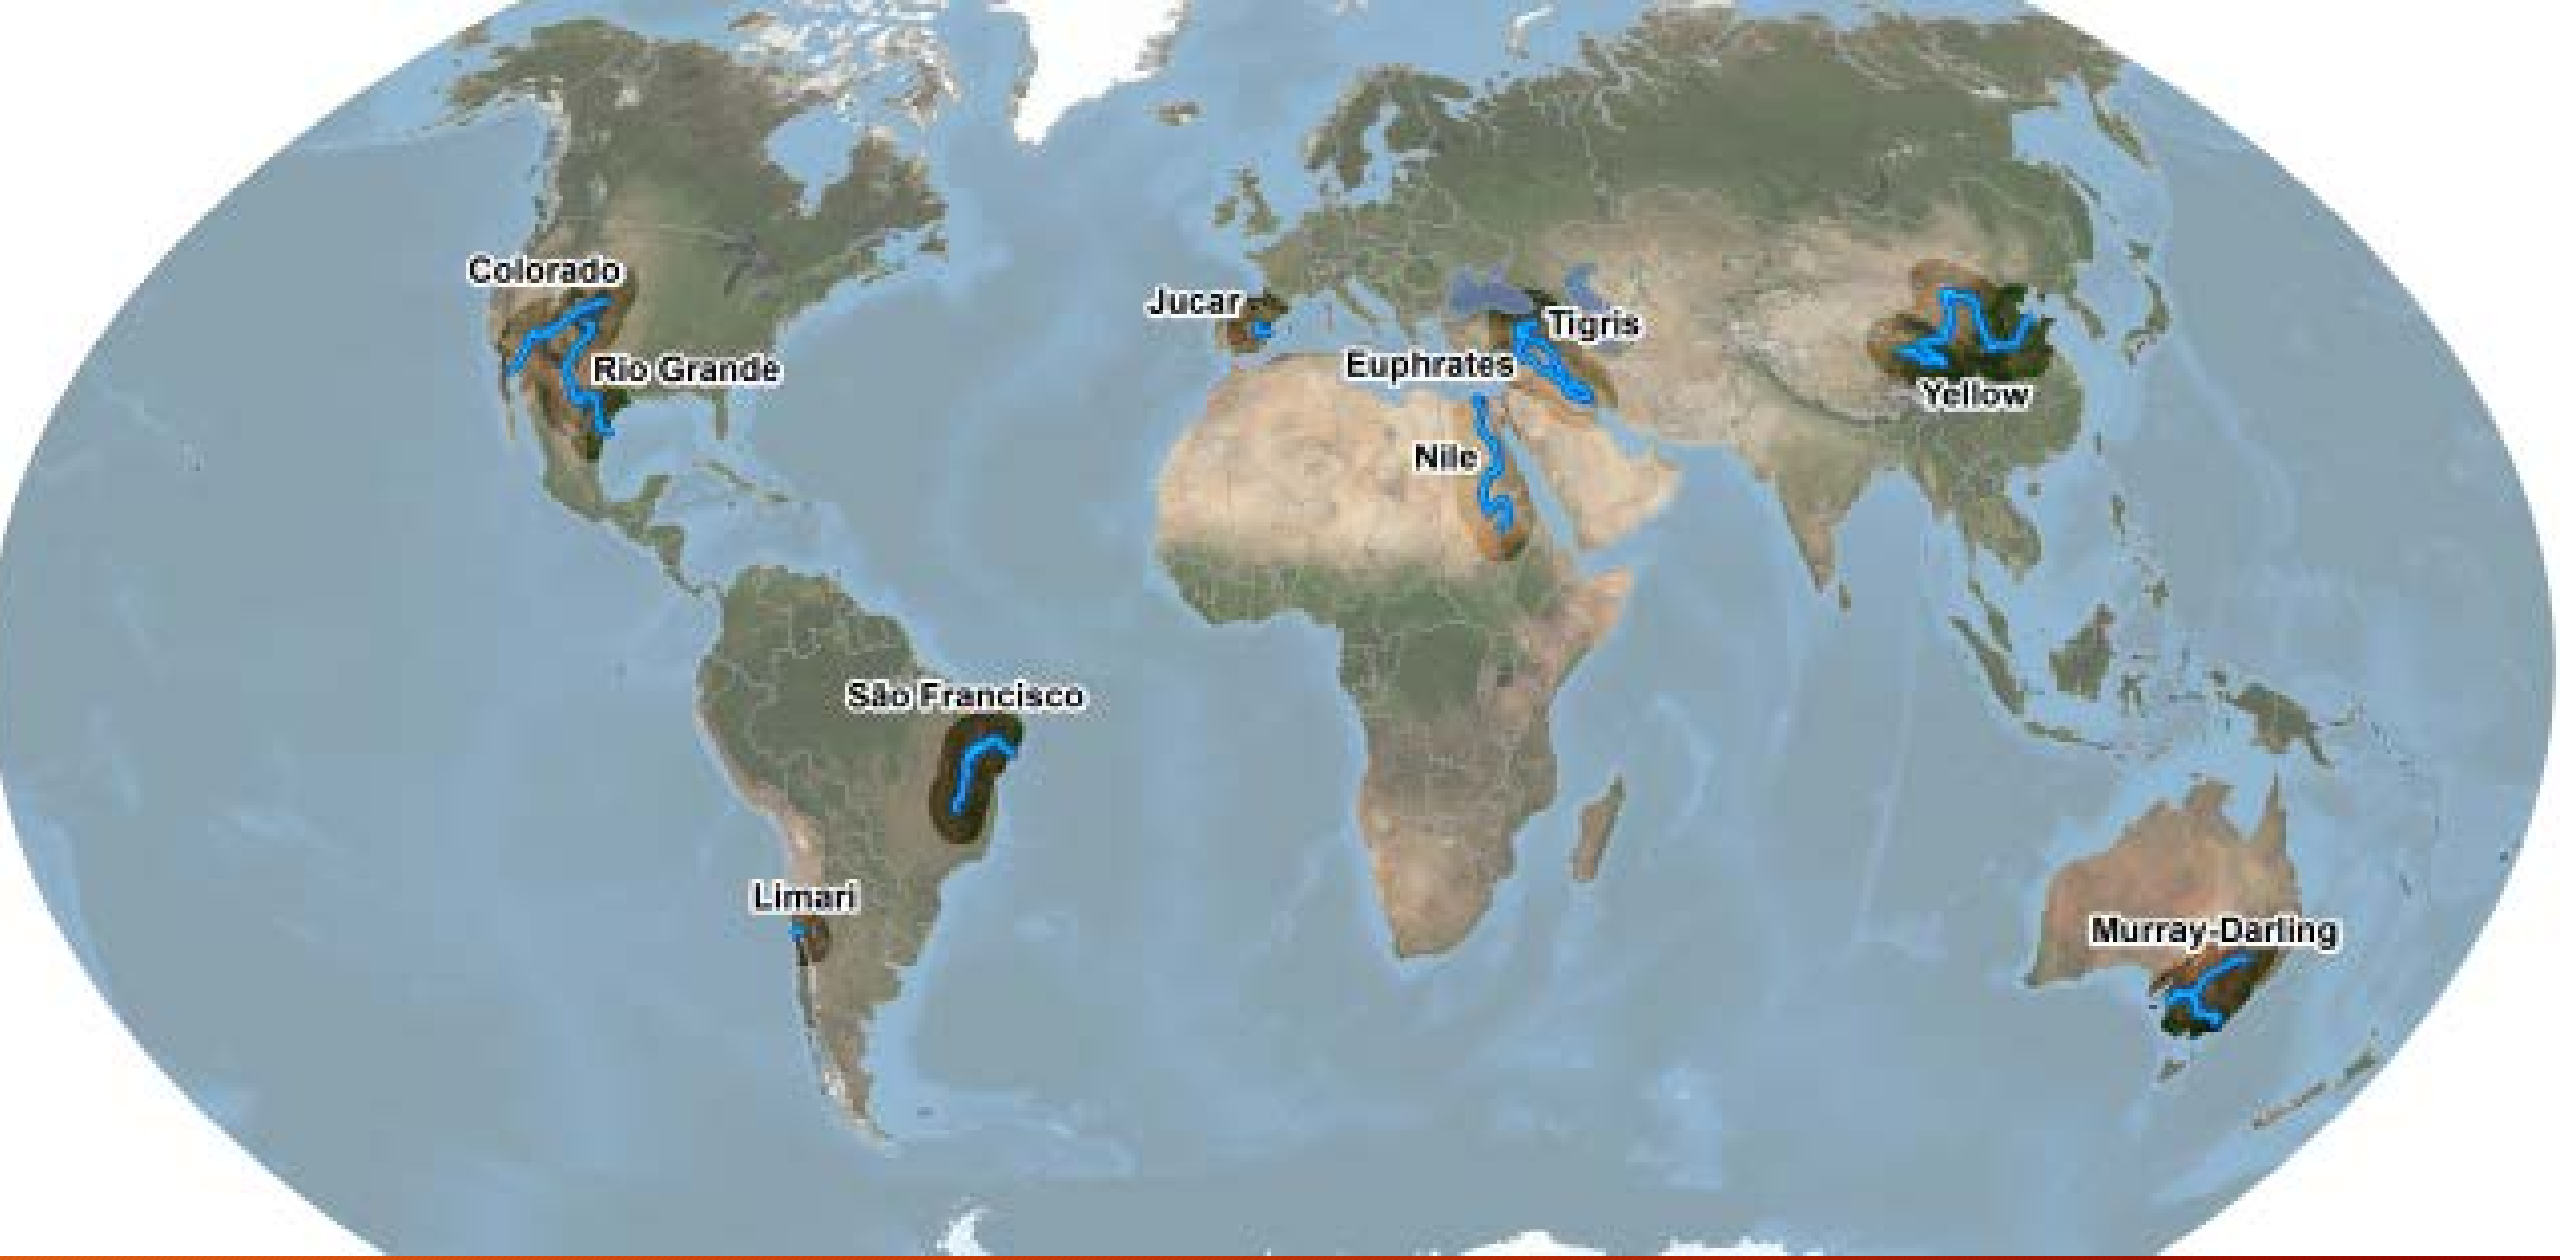 Colorado
Jucar
Tigris
Euphrates
Rio Grande
Yellow
Nile
São Francisco
Limari
Murray-Darling